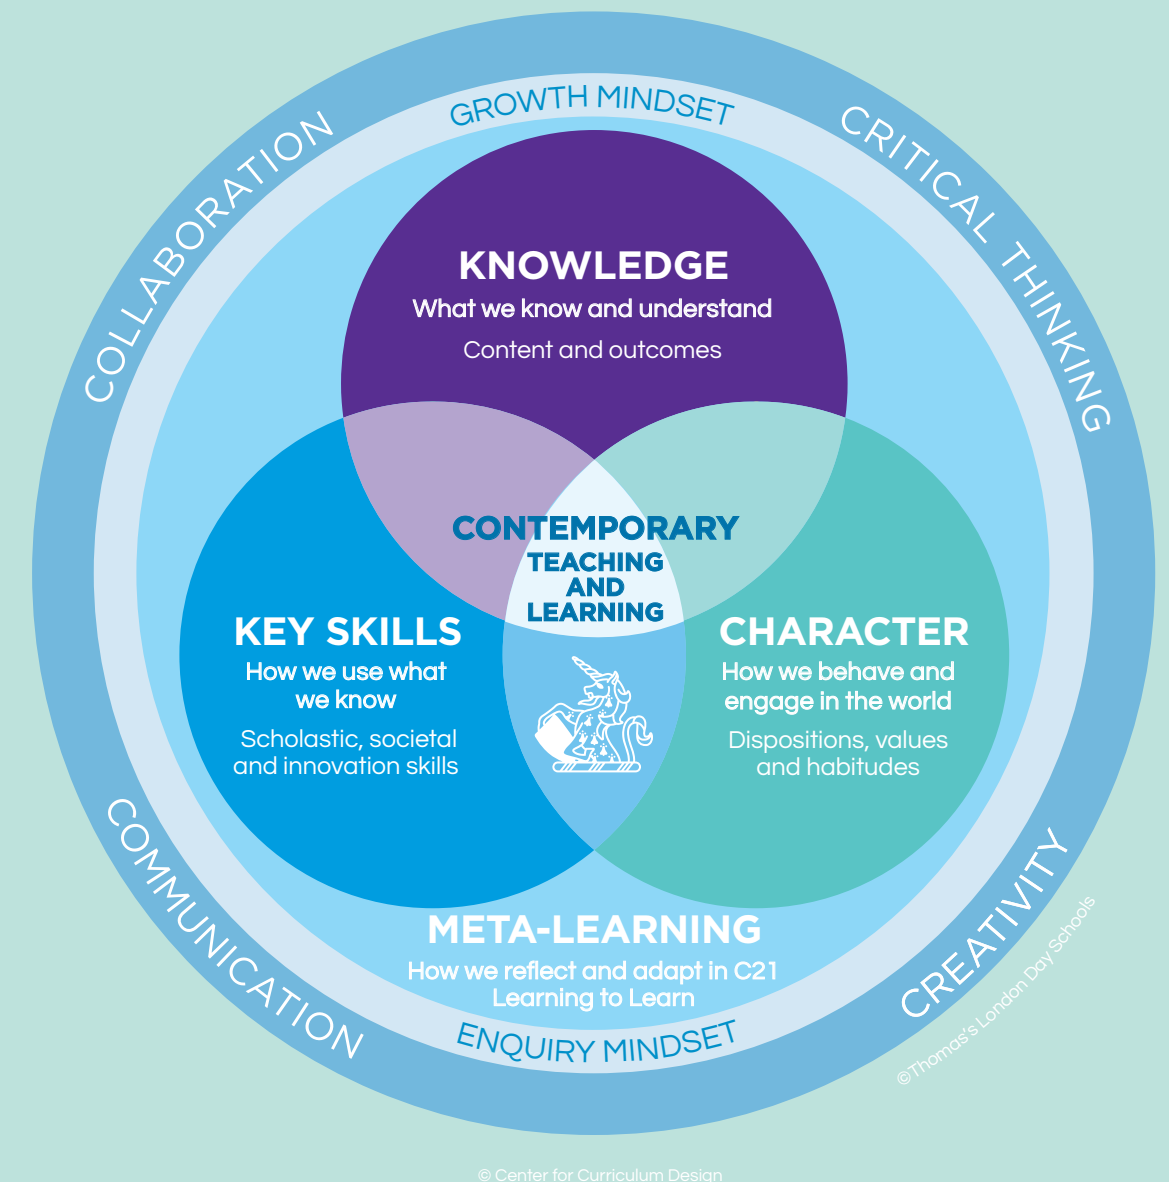 COLLABORATION
GROWTH MINDSET
CRITICAL THINKING
KNOWLEDGE
What we know and understand
Content and outcomes
CONTEMPORARY
TEACHING
AND
LEARNING
KEY SKILLS
How we use what
we know
Scholastic, societal
and innovation skills
CHARACTER
How we behave and
engage in the world
Dispositions, values
and habitudes
META-LEARNING
How we reflect and adapt in C21
Learning to Learn
ENQUIRY MINDSET
COMMUNICATION
CREATIVITY
©Thomas's London Day Schools
© Center for Curriculum Design